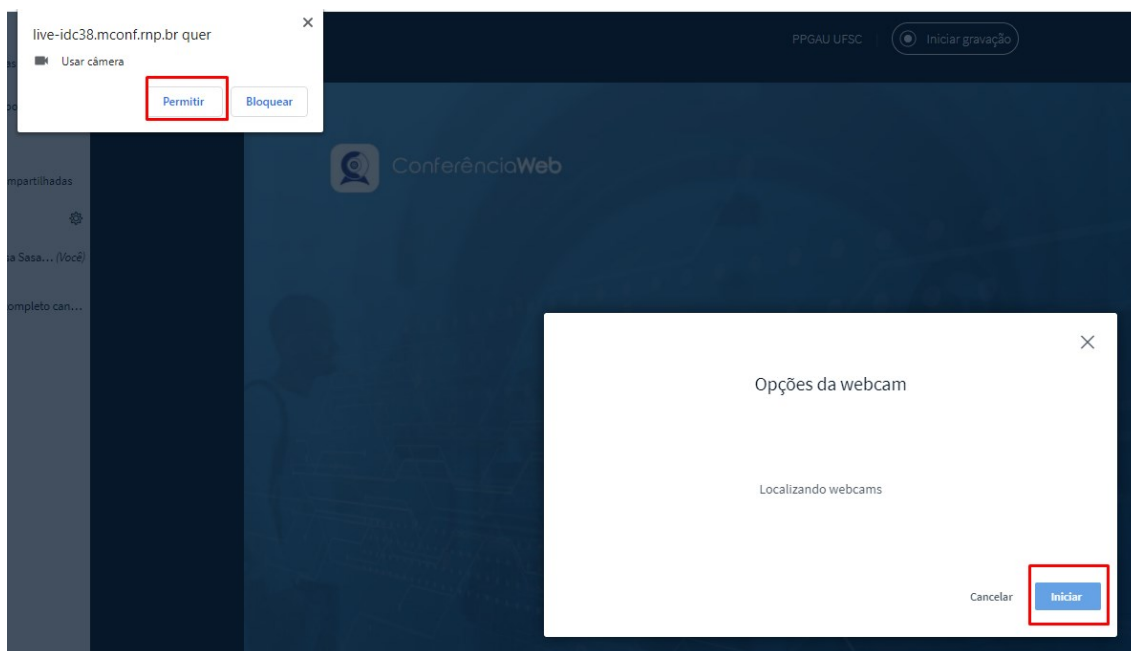 live-idc38.mconf.rnp.br quer
Usar câmera
Permitir Bloquear
PPGAU UFSC
Iniciar gravação
ConferênciaWeb
mpartilhadas
sa Sasa... (Você)
ompleto can...
Opções da webcam
Localizando webcams
Cancelar Iniciar